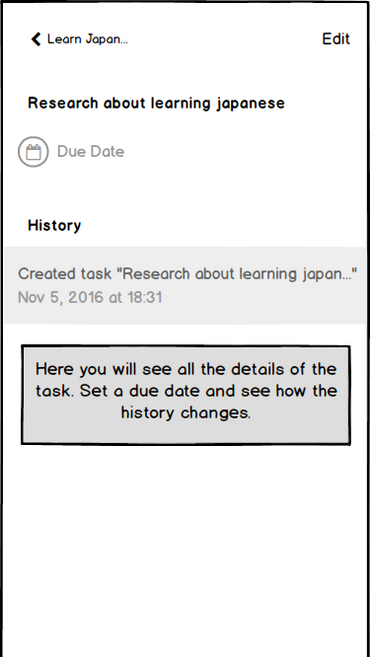 Learn Japan...
Edit
Research about learning japanese
Due Date
History
Created task "Research about learning japan..."
Nov 5, 2016 at 18:31
Here you will see all the details of the
task. Set a due date and see how the
history changes.